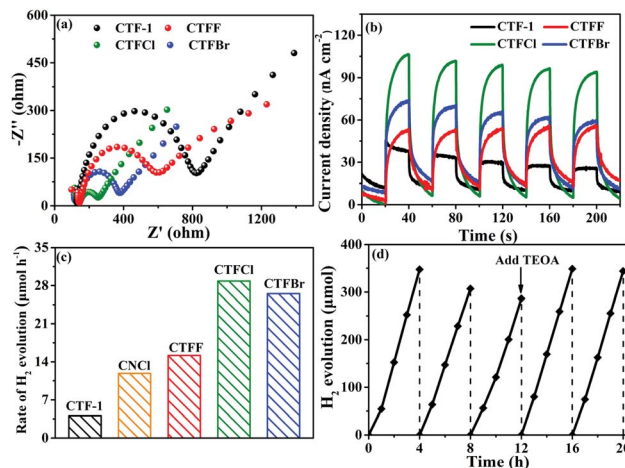 (a)
CTF-1
CTFF
CTFCl
CTFBr
-Z'' (ohm)
600
450
300
150
0
0
400
800
1200
Z' (ohm)
(b)
CTF-1
CTFF
CTFCl
CTFBr
Current density (nA cm⁻²)
120
90
60
30
0
0
40
80
120
160
200
Time (s)
(c)
Rate of H₂ evolution (μmol h⁻¹)
35
28
21
14
7
0
CTF-1
CNCl
CTFF
CTFCl
CTFBr
(d)
Add TEOA
H₂ evolution (μmol)
400
300
200
100
0
0
4
8
12
16
20
Time (h)